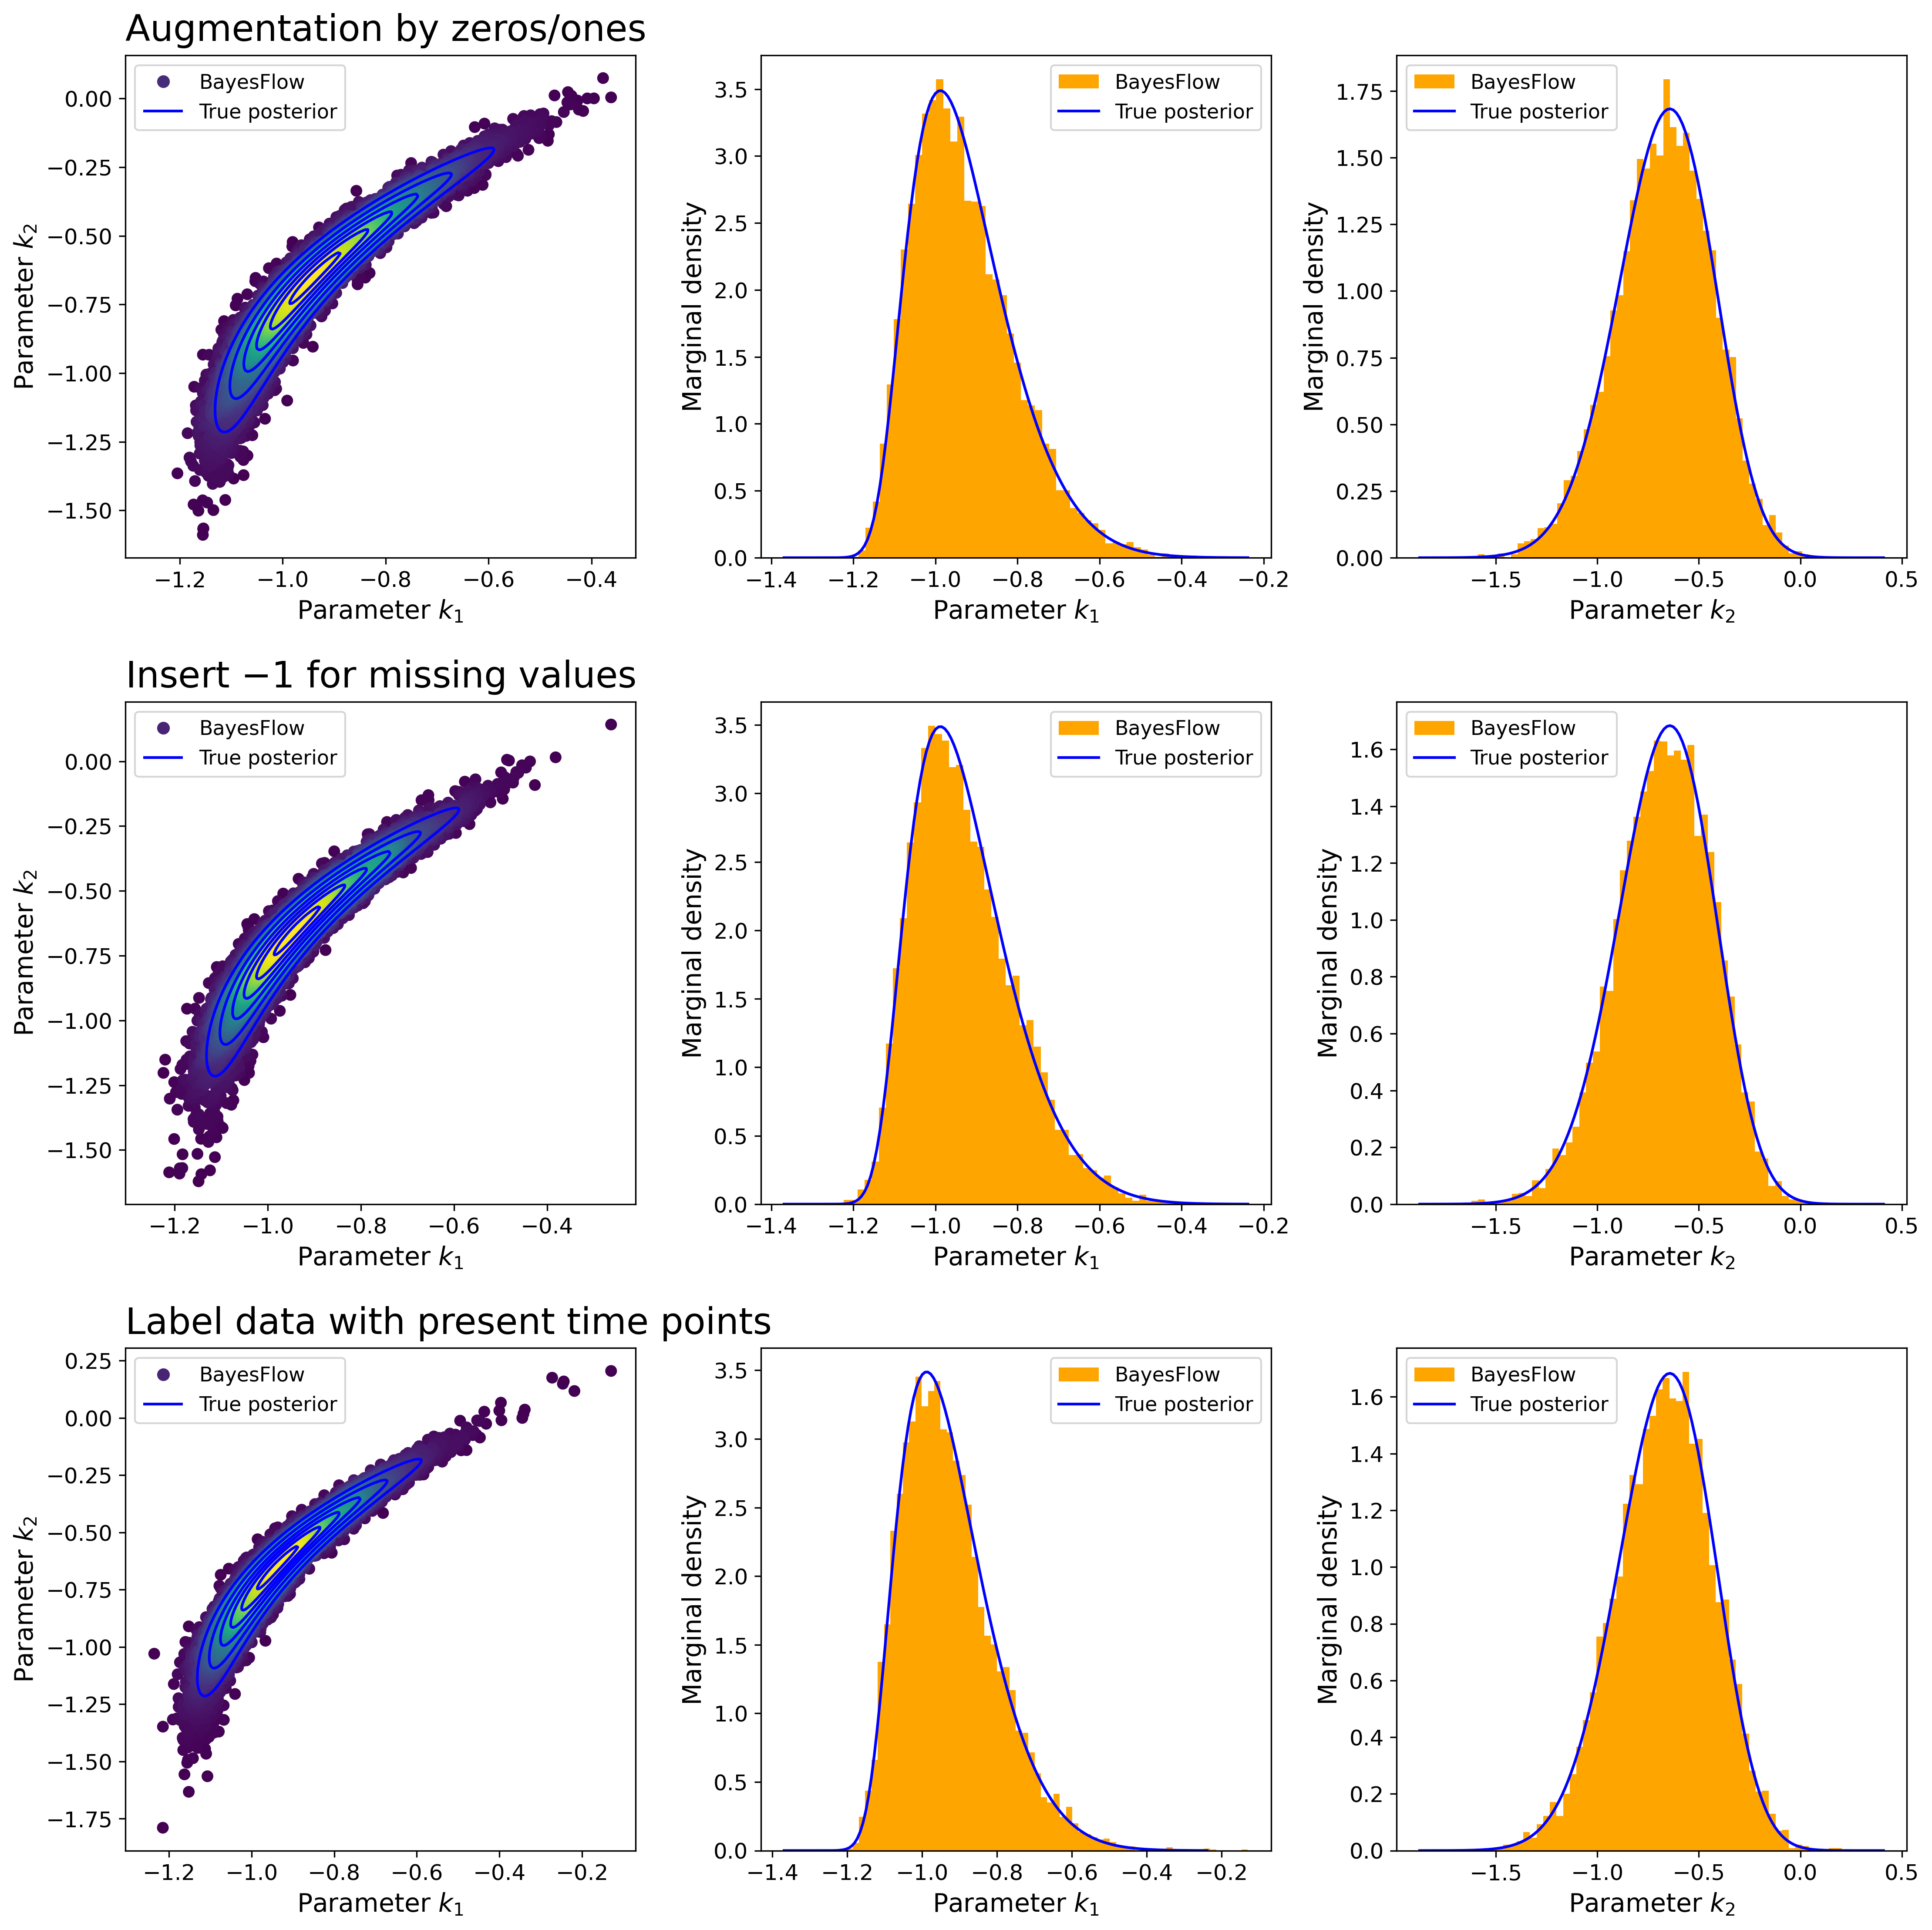 Augmentation by zeros/ones
BayesFlow
True posterior
0.00
−0.25
−0.50
−0.75
−1.00
−1.25
−1.50
Parameter k₂
−1.2 −1.0 −0.8 −0.6 −0.4
Parameter k₁
BayesFlow
True posterior
3.5
3.0
2.5
2.0
1.5
1.0
0.5
0.0
Marginal density
−1.4 −1.2 −1.0 −0.8 −0.6 −0.4 −0.2
Parameter k₁
BayesFlow
True posterior
1.75
1.50
1.25
1.00
0.75
0.50
0.25
0.00
Marginal density
−1.5 −1.0 −0.5 0.0 0.5
Parameter k₂
Insert −1 for missing values
BayesFlow
True posterior
0.00
−0.25
−0.50
−0.75
−1.00
−1.25
−1.50
Parameter k₂
−1.2 −1.0 −0.8 −0.6 −0.4
Parameter k₁
BayesFlow
True posterior
3.5
3.0
2.5
2.0
1.5
1.0
0.5
0.0
Marginal density
−1.4 −1.2 −1.0 −0.8 −0.6 −0.4 −0.2
Parameter k₁
BayesFlow
True posterior
1.6
1.4
1.2
1.0
0.8
0.6
0.4
0.2
0.0
Marginal density
−1.5 −1.0 −0.5 0.0 0.5
Parameter k₂
Label data with present time points
BayesFlow
True posterior
0.25
0.00
−0.25
−0.50
−0.75
−1.00
−1.25
−1.50
−1.75
Parameter k₂
−1.2 −1.0 −0.8 −0.6 −0.4 −0.2
Parameter k₁
BayesFlow
True posterior
3.5
3.0
2.5
2.0
1.5
1.0
0.5
0.0
Marginal density
−1.4 −1.2 −1.0 −0.8 −0.6 −0.4 −0.2
Parameter k₁
BayesFlow
True posterior
1.6
1.4
1.2
1.0
0.8
0.6
0.4
0.2
0.0
Marginal density
−1.5 −1.0 −0.5 0.0 0.5
Parameter k₂